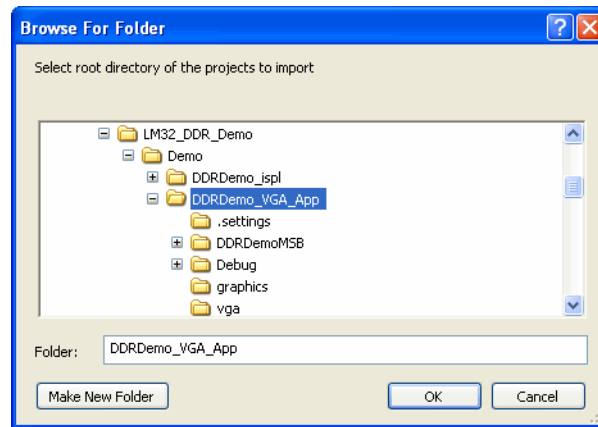 Browse For Folder
Select root directory of the projects to import
LM32_DDR_Demo
Demo
DDRDemo_ispl
DDRDemo_VGA_App
.settings
DDRDemoMSB
Debug
graphics
vga
Folder: DDRDemo_VGA_App
Make New Folder OK Cancel